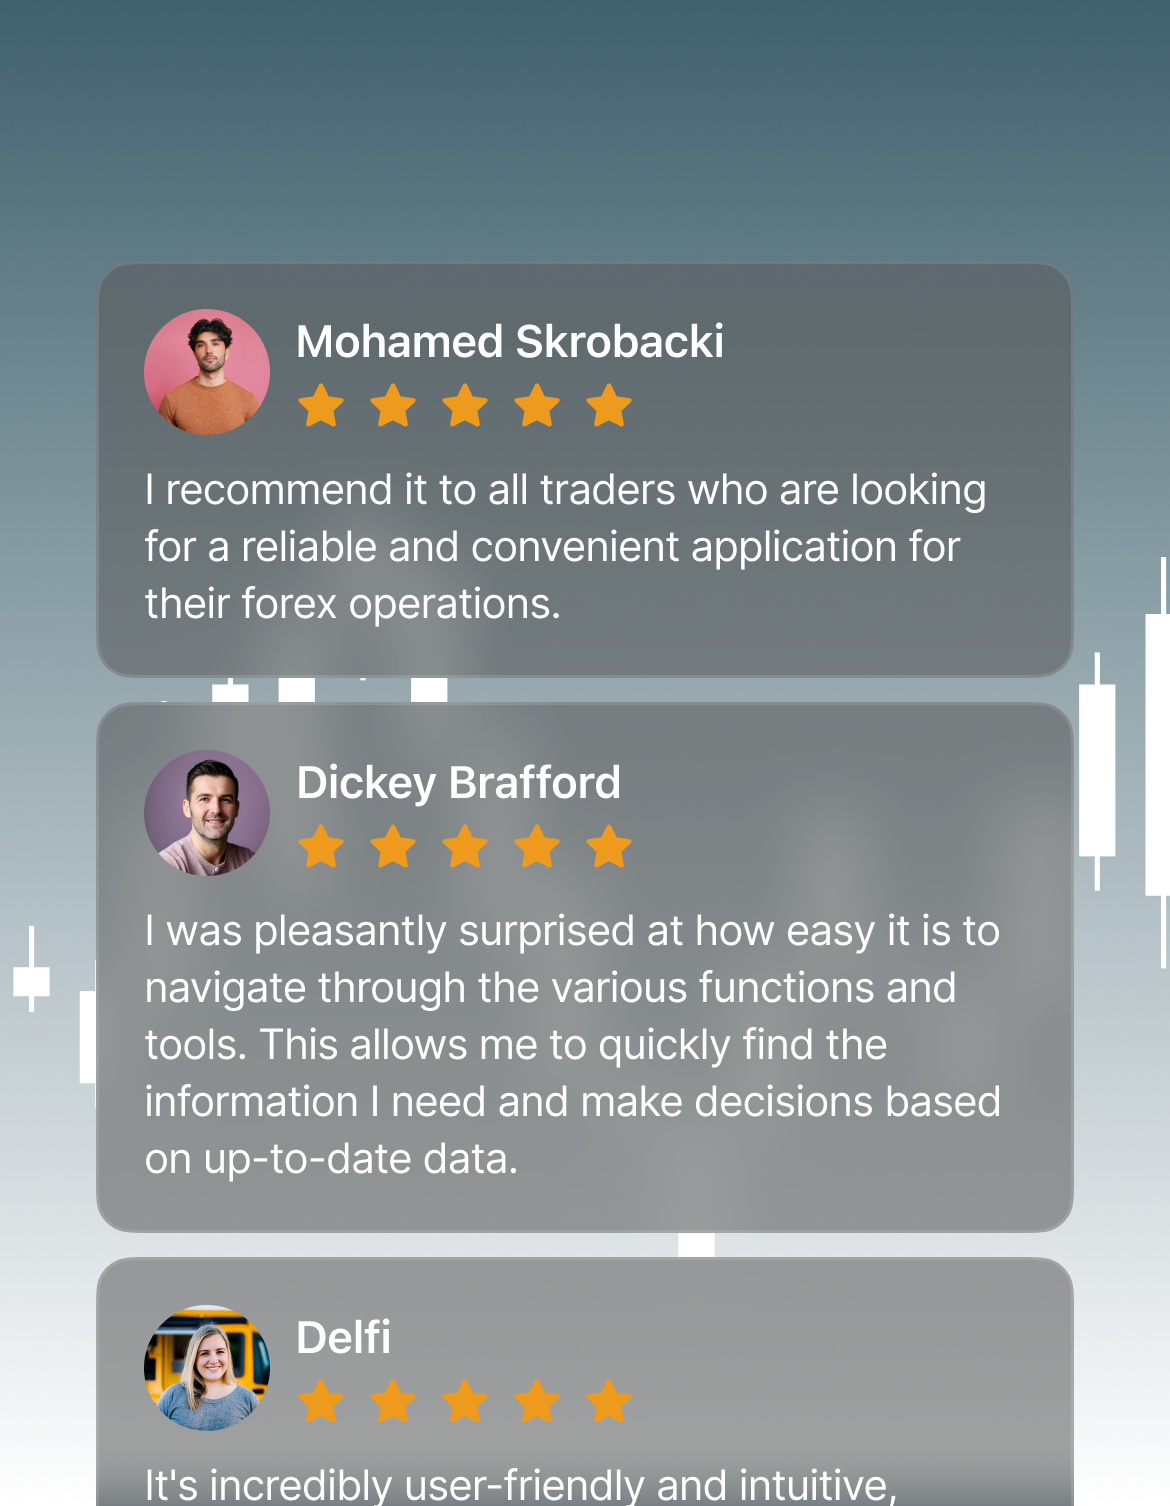 Mohamed Skrobacki
I recommend it to all traders who are looking
for a reliable and convenient application for
their forex operations.
Dickey Brafford
I was pleasantly surprised at how easy it is to
navigate through the various functions and
tools. This allows me to quickly find the
information I need and make decisions based
on up-to-date data.
Delfi
It's incredibly user-friendly and intuitive,